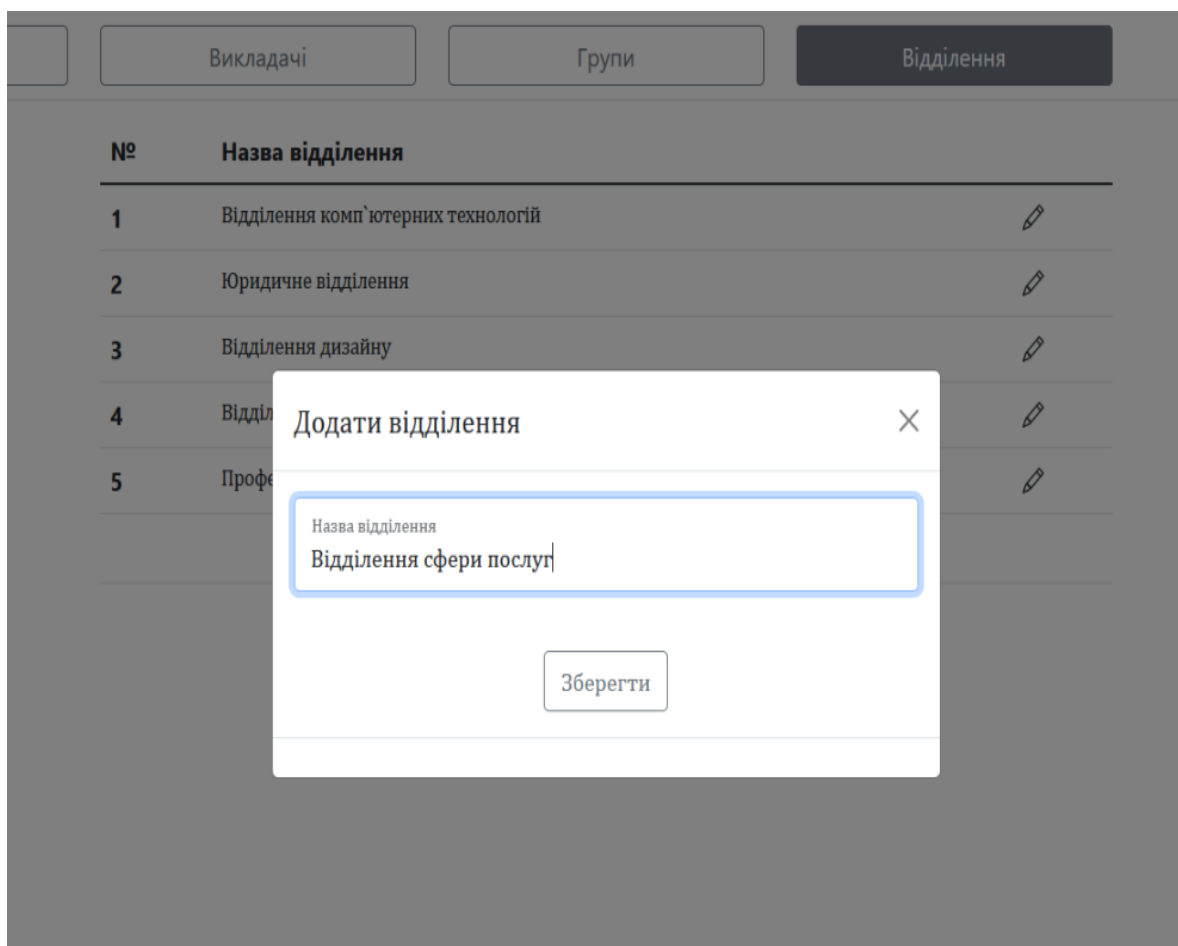 Викладачі
Групи
Відділення
№ Назва відділення
1 Відділення комп`ютерних технологій
2 Юридичне відділення
3 Відділення дизайну
4
5
Додати відділення
Назва відділення
Відділення сфери послуг
Зберегти